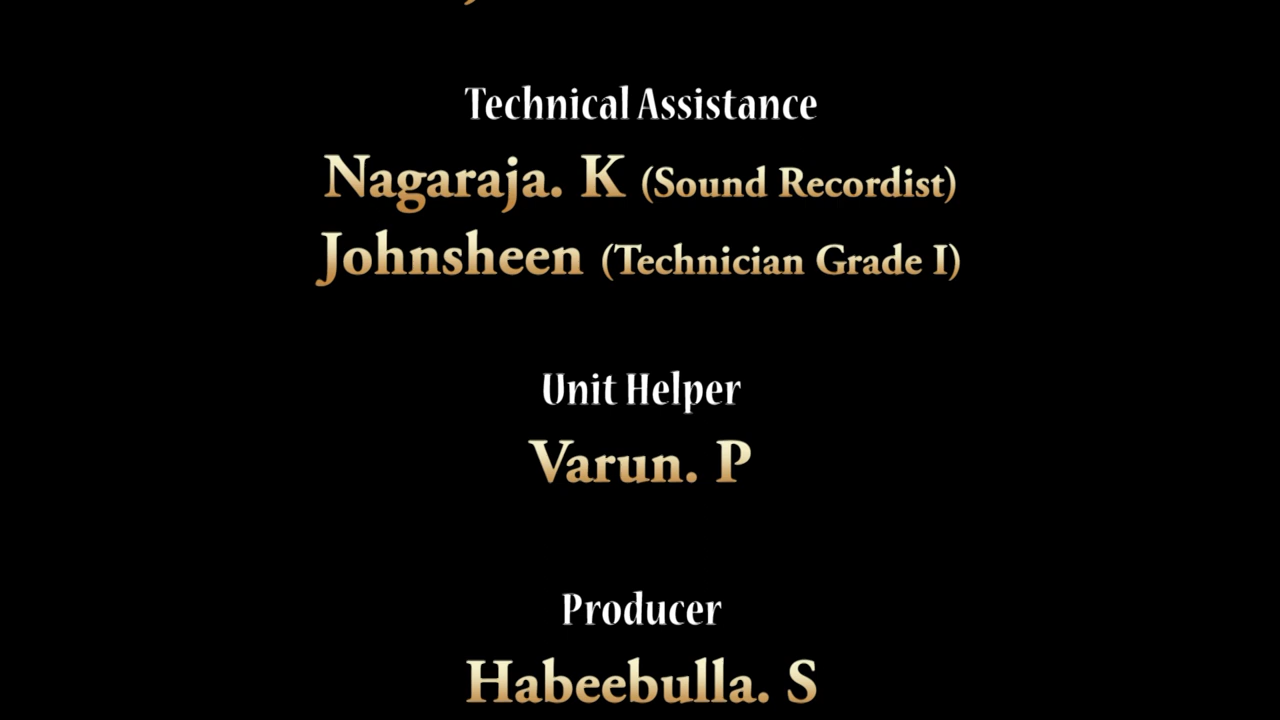 Technical Assistance
Nagaraja. K (Sound Recordist)
Johnsheen (Technician Grade I)
Unit Helper
Varun. P
Producer
Habeebulla. S